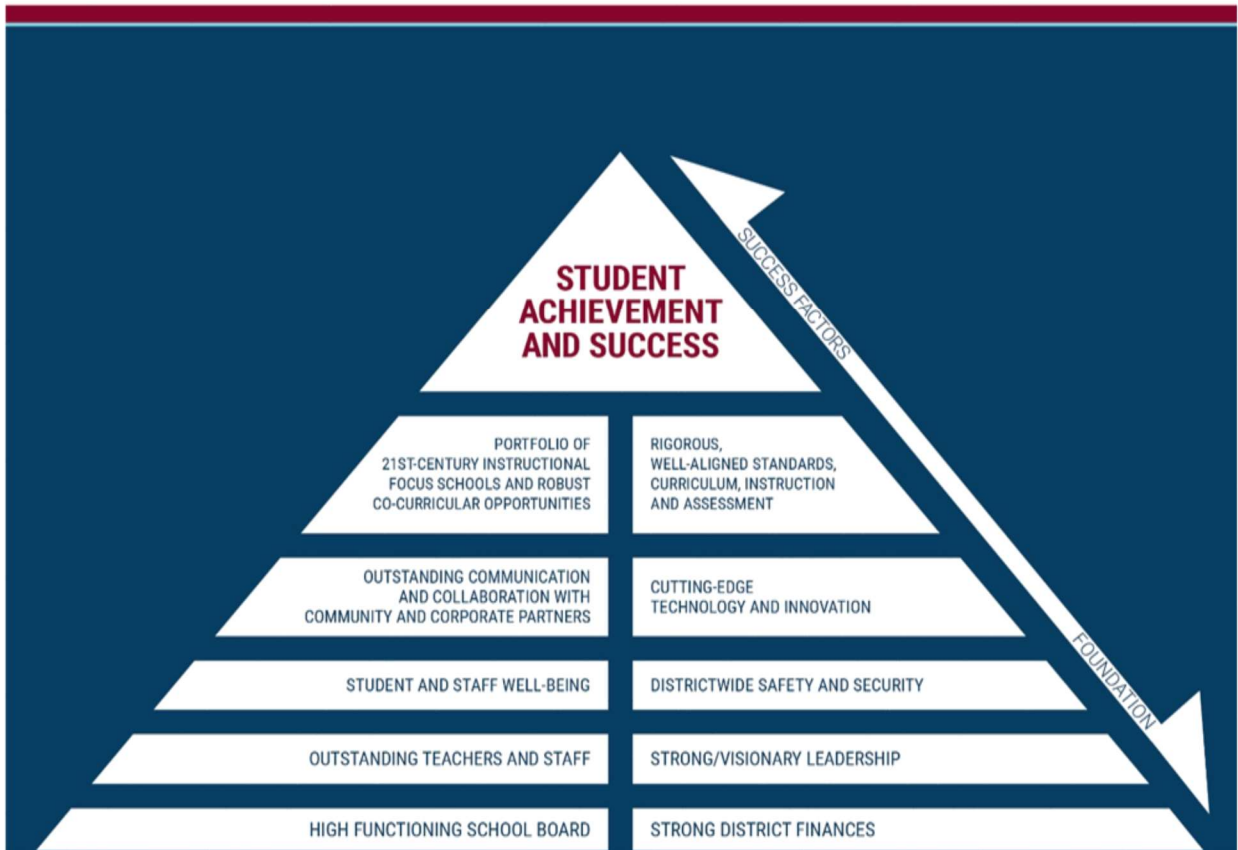 STUDENT
ACHIEVEMENT
AND SUCCESS
SUCCESS FACTORS
PORTFOLIO OF
21ST-CENTURY INSTRUCTIONAL
FOCUS SCHOOLS AND ROBUST
CO-CURRICULAR OPPORTUNITIES
RIGOROUS,
WELL-ALIGNED STANDARDS,
CURRICULUM, INSTRUCTION
AND ASSESSMENT
OUTSTANDING COMMUNICATION
AND COLLABORATION WITH
COMMUNITY AND CORPORATE PARTNERS
CUTTING-EDGE
TECHNOLOGY AND INNOVATION
STUDENT AND STAFF WELL-BEING
DISTRICTWIDE SAFETY AND SECURITY
FOUNDATION
OUTSTANDING TEACHERS AND STAFF
STRONG/VISIONARY LEADERSHIP
HIGH FUNCTIONING SCHOOL BOARD
STRONG DISTRICT FINANCES